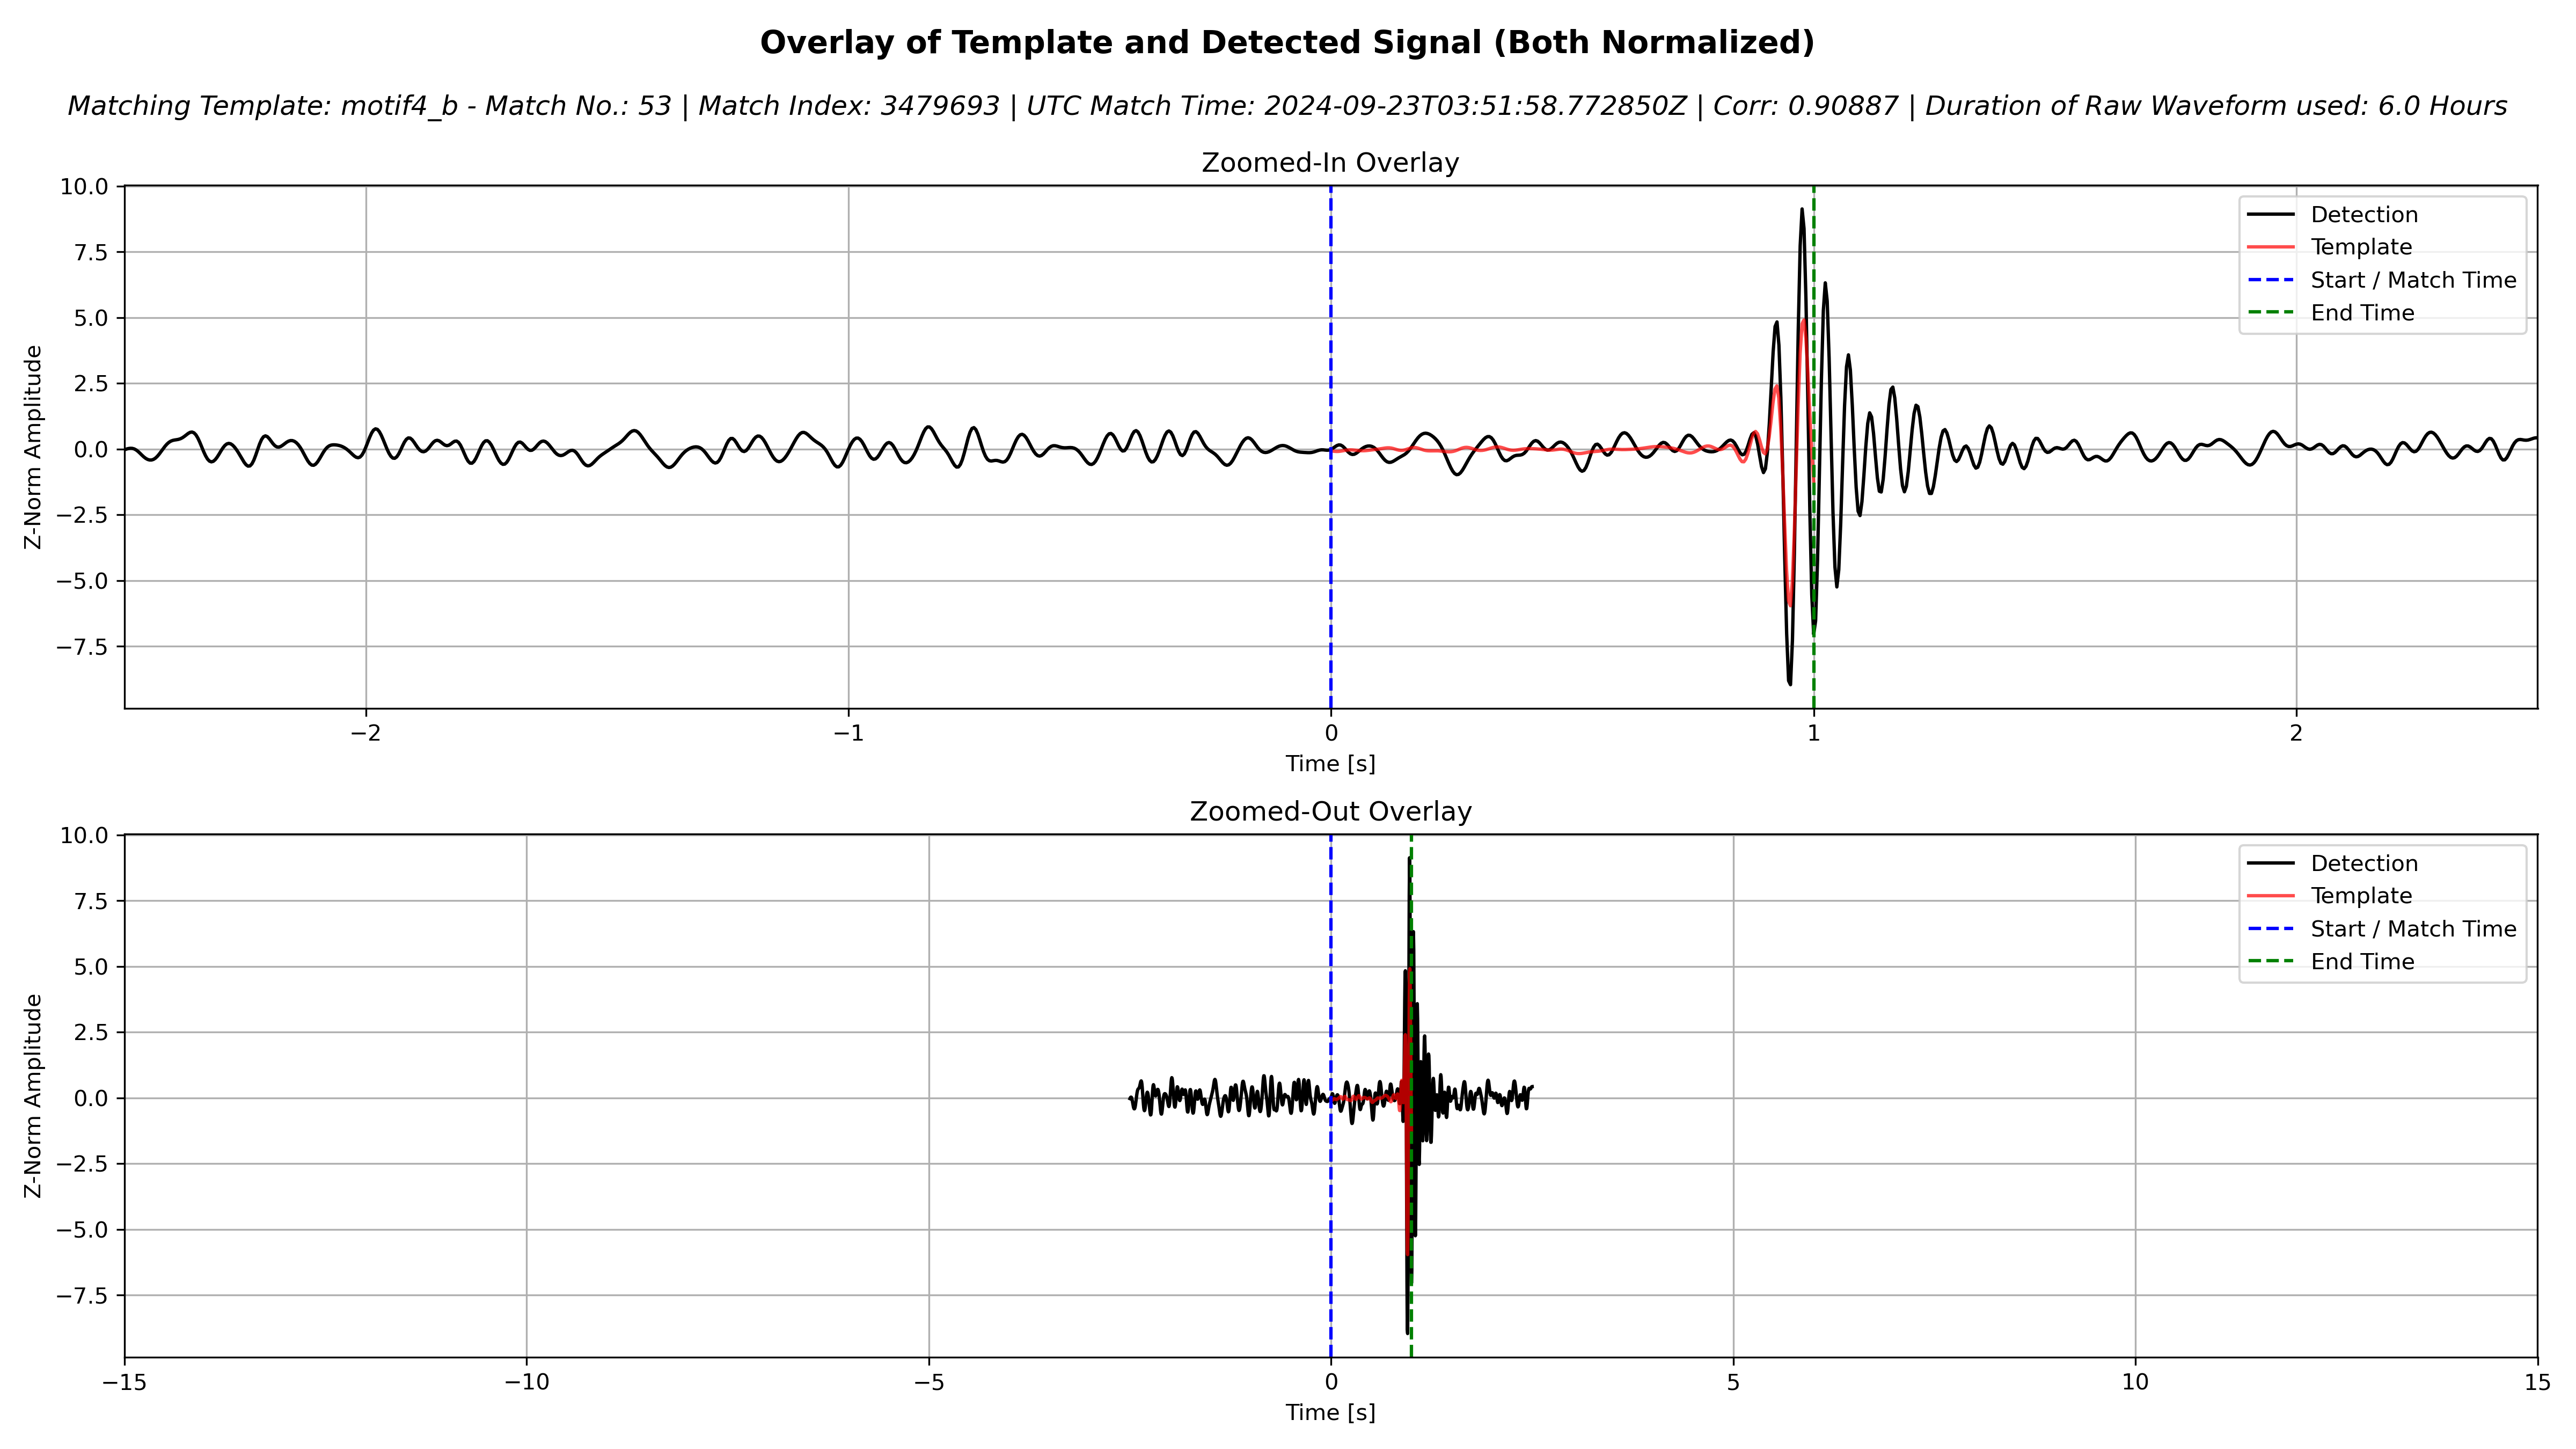 Overlay of Template and Detected Signal (Both Normalized)
Matching Template: motif4_b - Match No.: 53 | Match Index: 3479693 | UTC Match Time: 2024-09-23T03:51:58.772850Z | Corr: 0.90887 | Duration of Raw Waveform used: 6.0 Hours
Zoomed-In Overlay
10.0
7.5
5.0
2.5
0.0
−2.5
−5.0
−7.5
Z-Norm Amplitude
Detection
Template
Start / Match Time
End Time
−2
−1
0
1
2
Time [s]
Zoomed-Out Overlay
10.0
7.5
5.0
2.5
0.0
−2.5
−5.0
−7.5
Z-Norm Amplitude
Detection
Template
Start / Match Time
End Time
−15
−10
−5
0
5
10
15
Time [s]